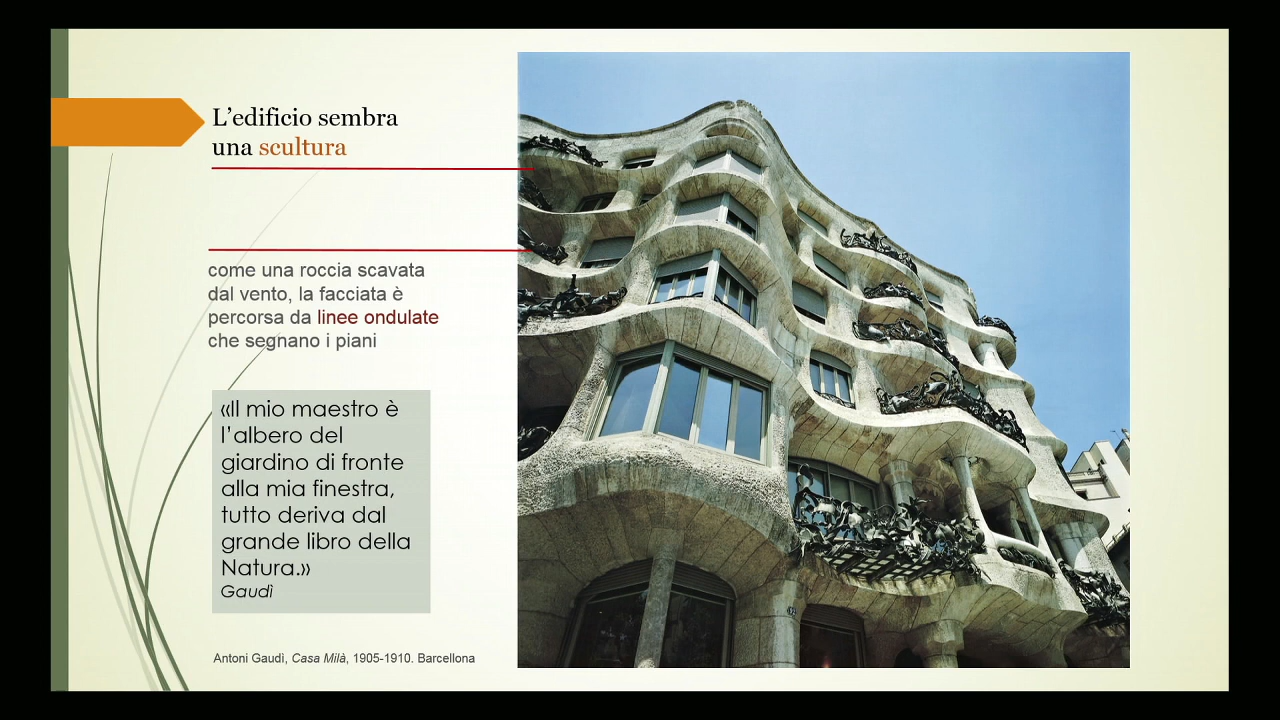 L'edificio sembra
una scultura
come una roccia scavata
dal vento, la facciata è
percorsa da linee ondulate
che segnano i piani
«Il mio maestro è
l'albero del
giardino di fronte
alla mia finestra,
tutto deriva dal
grande libro della
Natura.»
Gaudì
Antoni Gaudì, Casa Milà, 1905-1910. Barcellona